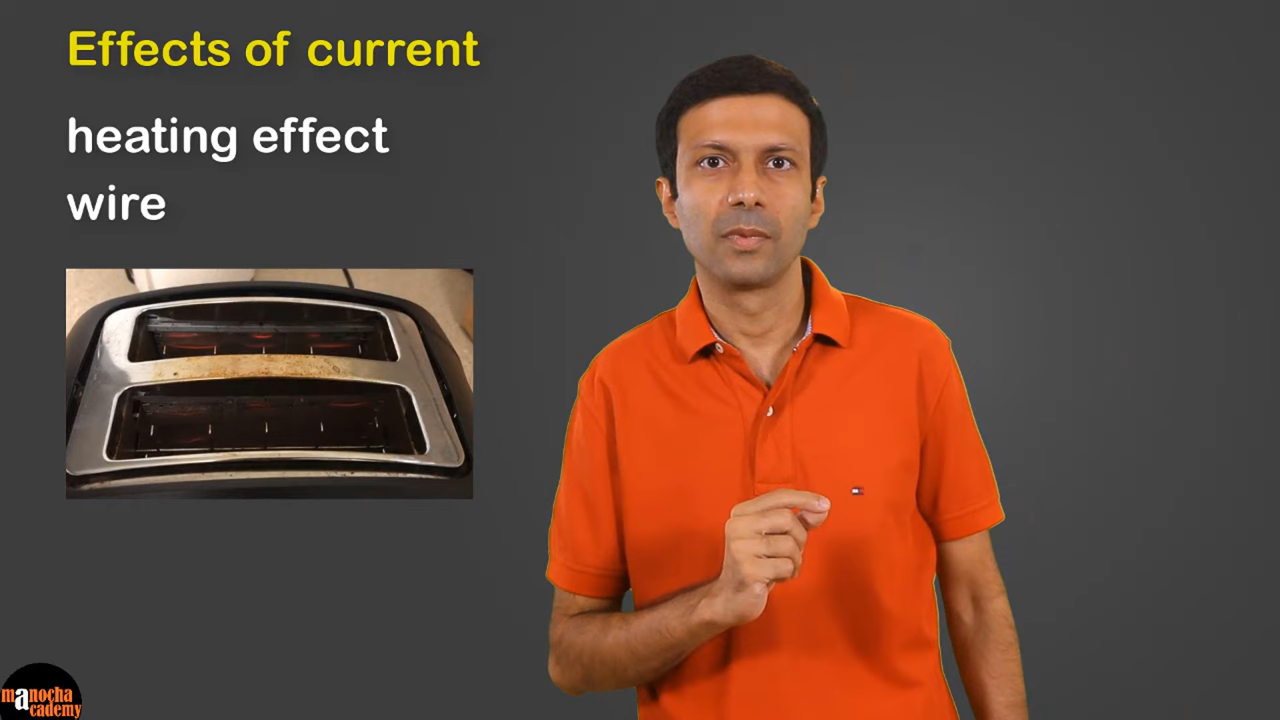 Effects of current
heating effect
wire
manocha
academy